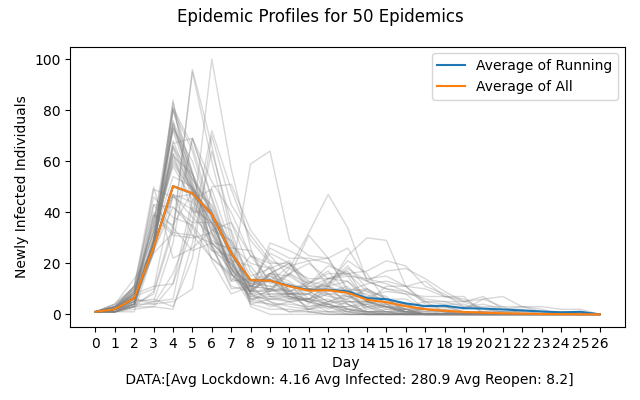 Epidemic Profiles for 50 Epidemics
Newly Infected Individuals
100
80
60
40
20
0
Average of Running
Average of All
0 1 2 3 4 5 6 7 8 9 10 11 12 13 14 15 16 17 18 19 20 21 22 23 24 25 26
Day
DATA:[Avg Lockdown: 4.16 Avg Infected: 280.9 Avg Reopen: 8.2]